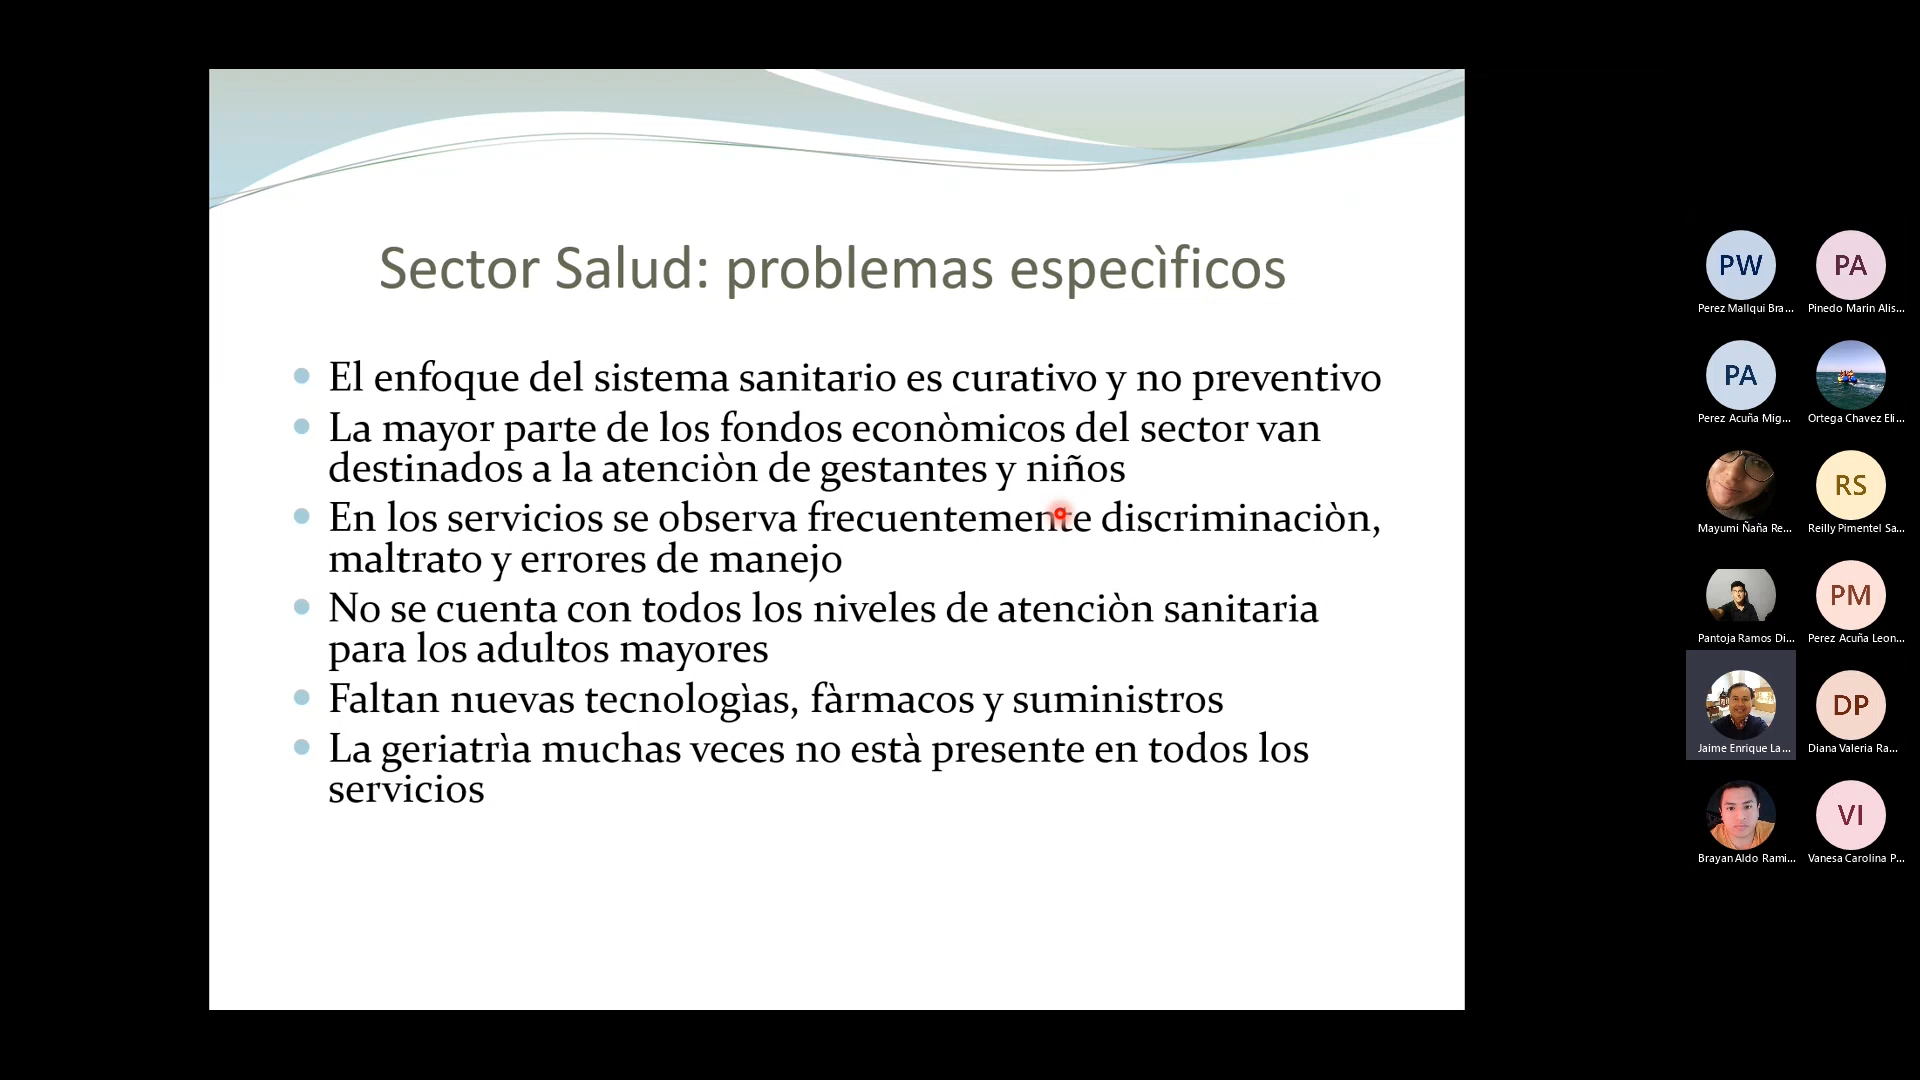 Sector Salud: problemas especìficos
El enfoque del sistema sanitario es curativo y no preventivo
La mayor parte de los fondos econòmicos del sector van
destinados a la atenciòn de gestantes y niños
En los servicios se observa frecuentemente discriminaciòn,
maltrato y errores de manejo
No se cuenta con todos los niveles de atenciòn sanitaria
para los adultos mayores
Faltan nuevas tecnologìas, fàrmacos y suministros
La geriatrìa muchas veces no està presente en todos los
servicios
PW
PA
Perez Mallqui Bra...
Pinedo Marin Alis...
PA
Perez Acuña Mig...
Ortega Chavez Eli...
RS
Mayumi Ñaña Re...
Reilly Pimentel Sa...
PM
Pantoja Ramos Di...
Perez Acuña Leon...
DP
Jaime Enrique La...
Diana Valeria Ra...
VI
Brayan Aldo Rami...
Vanesa Carolina P...